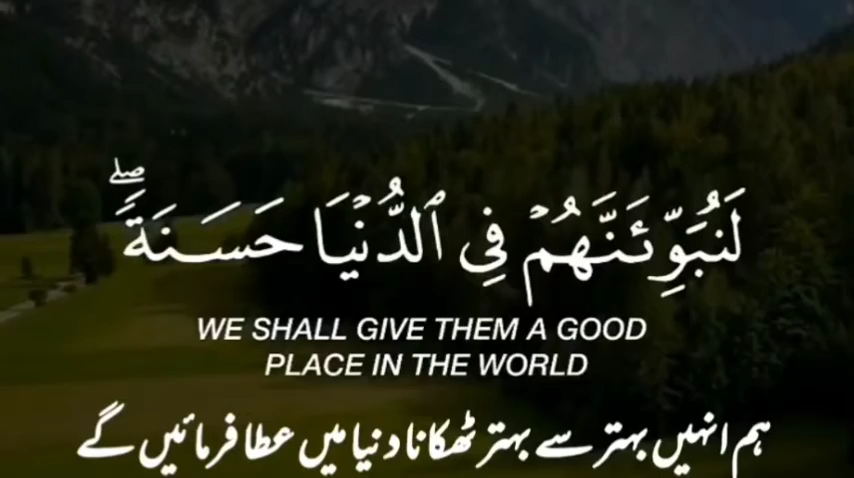 لَنُبَوِّئَنَّهُمۡ فِي ٱلدُّنۡيَا حَسَنَةٗۖ
WE SHALL GIVE THEM A GOOD
PLACE IN THE WORLD
ہم انہیں بہتر سے بہتر ٹھکانا دنیا میں عطا فرمائیں گے